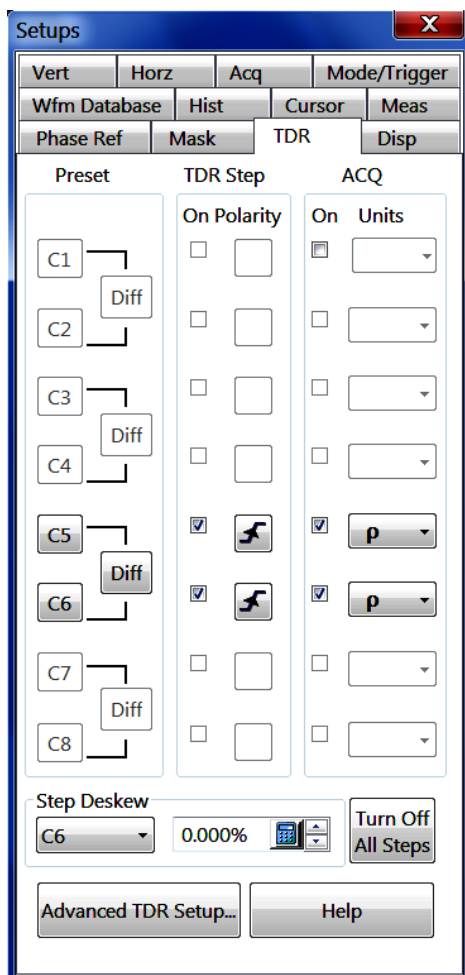 Setups
Vert Horz Acq Mode/Trigger
Wfm Database Hist Cursor Meas
Phase Ref Mask TDR Disp
Preset TDR Step ACQ
On Polarity On Units
C1
Diff
C2
C3
Diff
C4
C5 ρ
Diff
C6 ρ
C7
Diff
C8
Step Deskew
C6 0.000%
Turn Off
All Steps
Advanced TDR Setup... Help